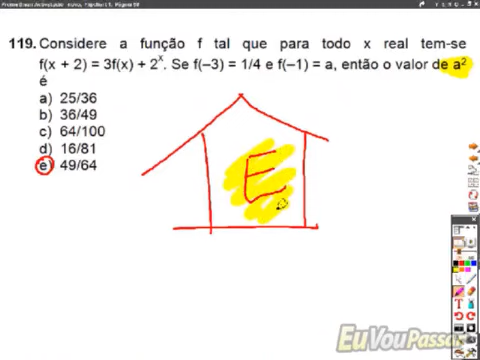 119. Considere a função f tal que para todo x real tem-se
f(x + 2) = 3f(x) + 2ˣ. Se f(–3) = 1/4 e f(–1) = a, então o valor de a²
é
a) 25/36
b) 36/49
c) 64/100
d) 16/81
e) 49/64
E
EuVouPassar